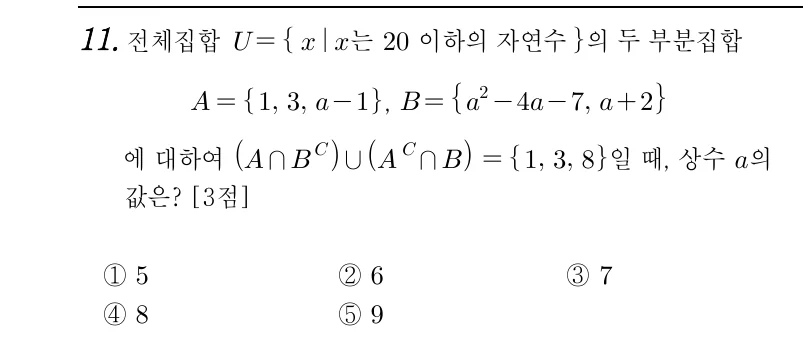 11. 전체집합 U={ x | x는 20 이하의 자연수 }의 두 부분집합
A={1, 3, a−1}, B={a²−4a−7, a+2}
에 대하여 (A∩Bᶜ)∪(Aᶜ∩B)={1, 3, 8}일 때, 상수 a의
값은? [3점]
① 5 ② 6 ③ 7
④ 8 ⑤ 9